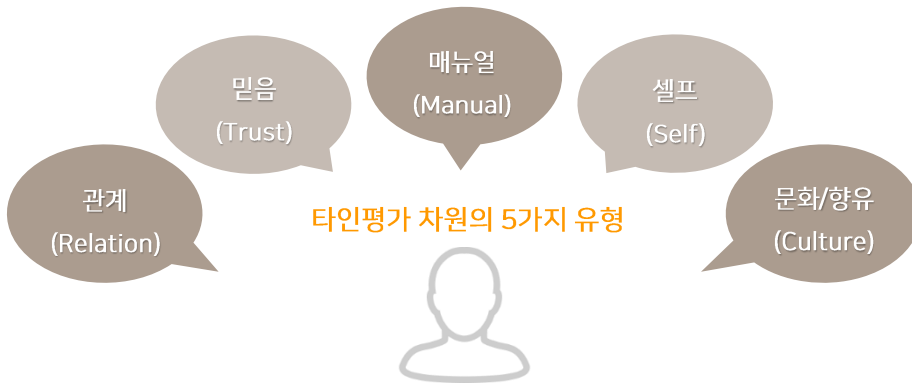 관계
(Relation)
믿음
(Trust)
매뉴얼
(Manual)
셀프
(Self)
문화/향유
(Culture)
타인평가 차원의 5가지 유형